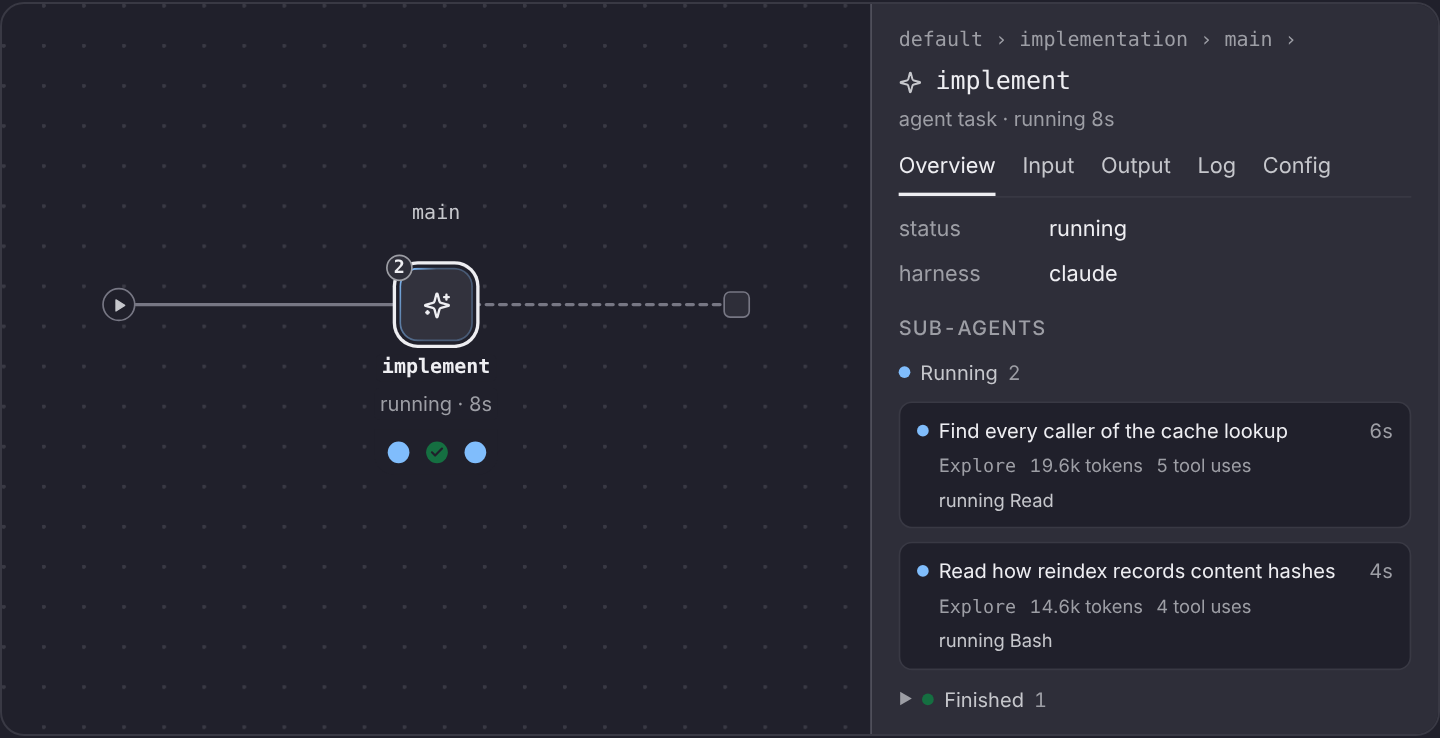 main
2
implement
running · 8s
default › implementation › main ›
implement
agent task · running 8s
Overview Input Output Log Config
status running
harness claude
SUB-AGENTS
Running 2
Find every caller of the cache lookup 6s
Explore 19.6k tokens 5 tool uses
running Read
Read how reindex records content hashes 4s
Explore 14.6k tokens 4 tool uses
running Bash
Finished 1